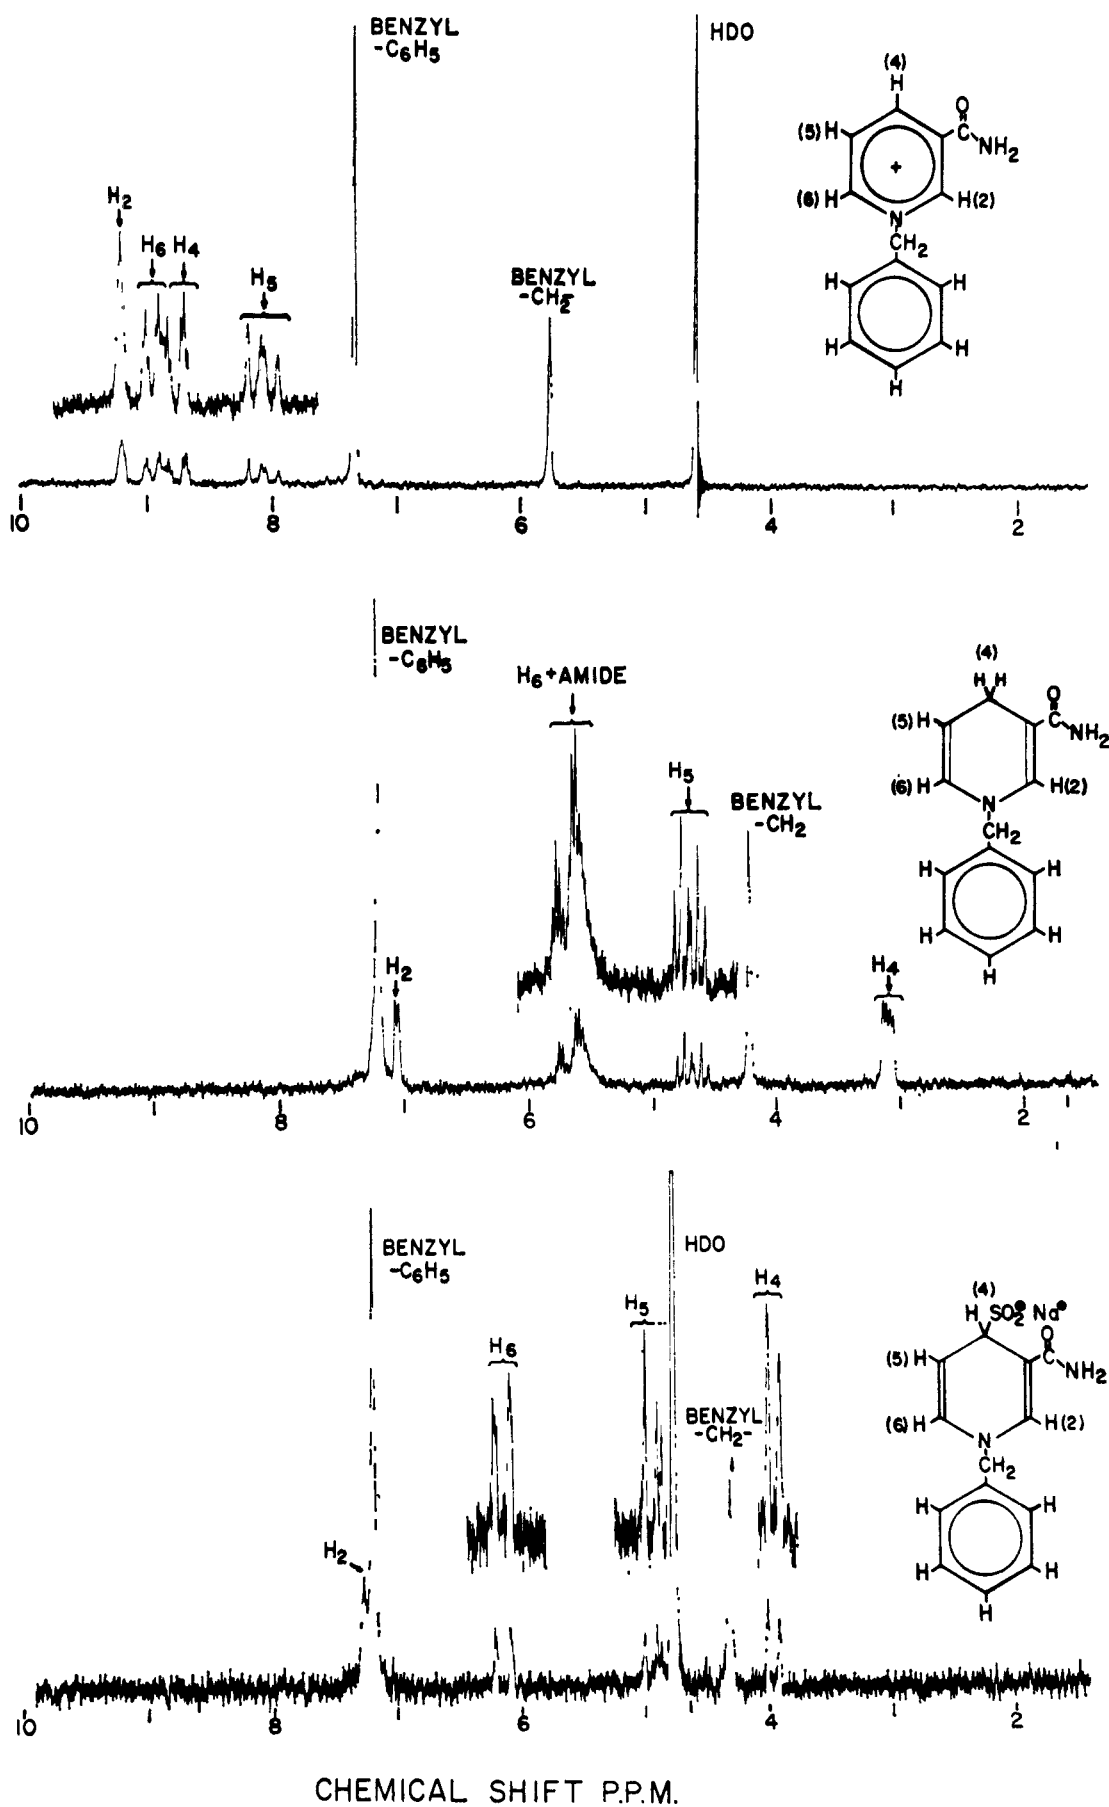 BENZYL
-C6H5
HDO
H2
H6 H4
H5
BENZYL
-CH2-
(4)
H
(5) H
O
C
NH2
+
(6) H
H(2)
N
CH2
H
H
H
H
H
10
8
6
4
2
BENZYL
-C6H5
H6+AMIDE
H5
BENZYL
-CH2
H2
H4
(4)
H H
(5) H
O
C
NH2
(6) H
H(2)
N
CH2
H
H
H
H
H
10
8
6
4
2
BENZYL
-C6H5
HDO
H4
H5
H6
BENZYL
-CH2-
H2
(4)
H SO2⊖ Na⊕
(5) H
O
C
NH2
(6) H
H(2)
N
CH2
H
H
H
H
H
10
8
6
4
2
CHEMICAL SHIFT P.P.M.